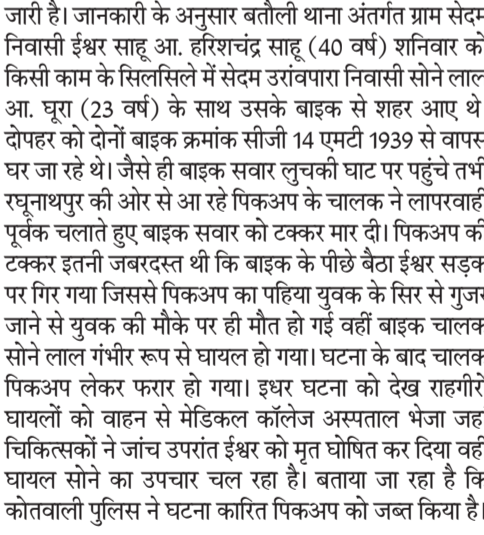 जारी है। जानकारी के अनुसार बतौली थाना अंतर्गत ग्राम सेदम
निवासी ईश्वर साहू आ. हरिशचंद्र साहू (40 वर्ष) शनिवार को
किसी काम के सिलसिले में सेदम उरांवपारा निवासी सोने लाल
आ. घूरा (23 वर्ष) के साथ उसके बाइक से शहर आए थे
दोपहर को दोनों बाइक क्रमांक सीजी 14 एमटी 1939 से वापस
घर जा रहे थे। जैसे ही बाइक सवार लुचकी घाट पर पहुंचे तभी
रघूनाथपुर की ओर से आ रहे पिकअप के चालक ने लापरवाही
पूर्वक चलाते हुए बाइक सवार को टक्कर मार दी। पिकअप की
टक्कर इतनी जबरदस्त थी कि बाइक के पीछे बैठा ईश्वर सड़क
पर गिर गया जिससे पिकअप का पहिया युवक के सिर से गुजर
जाने से युवक की मौके पर ही मौत हो गई वहीं बाइक चालक
सोने लाल गंभीर रूप से घायल हो गया। घटना के बाद चालक
पिकअप लेकर फरार हो गया। इधर घटना को देख राहगीरो
घायलों को वाहन से मेडिकल कॉलेज अस्पताल भेजा जह
चिकित्सकों ने जांच उपरांत ईश्वर को मृत घोषित कर दिया वहीं
घायल सोने का उपचार चल रहा है। बताया जा रहा है कि
कोतवाली पुलिस ने घटना कारित पिकअप को जब्त किया है।